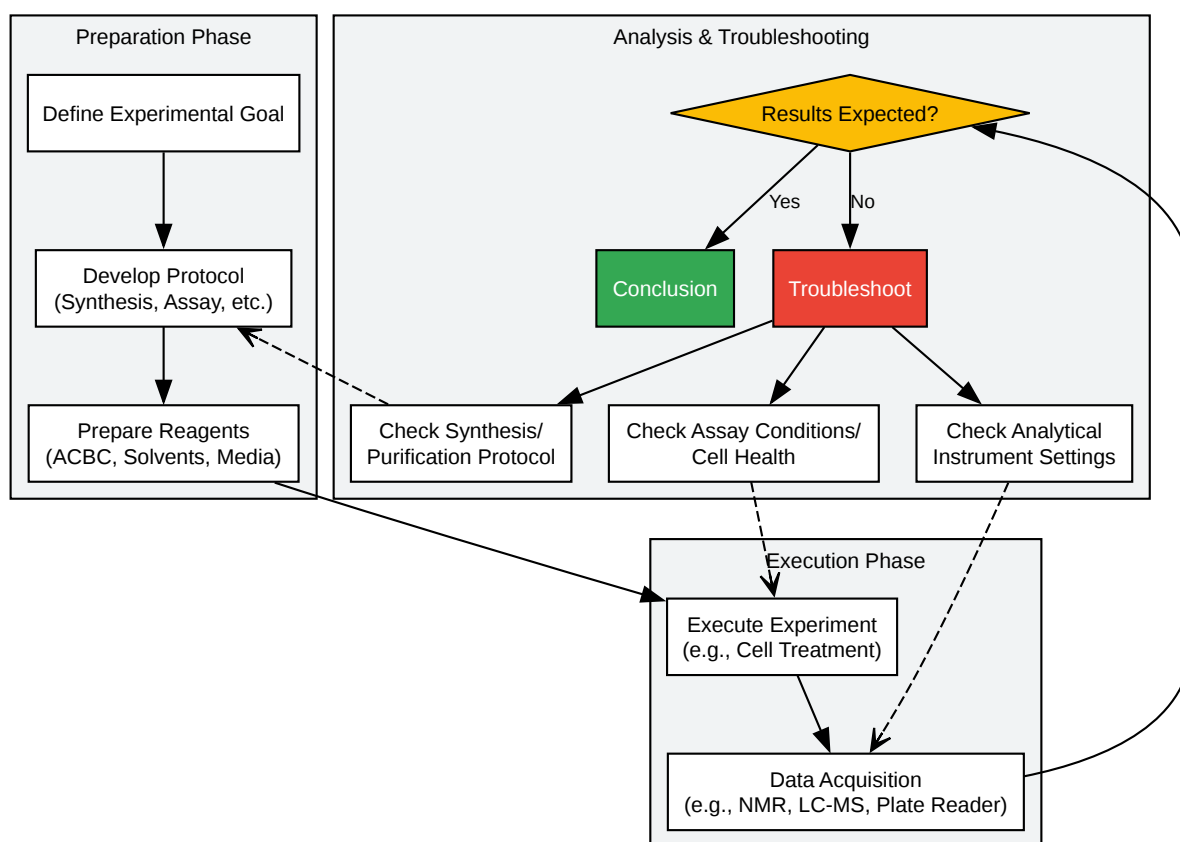 Preparation Phase
Define Experimental Goal
Develop Protocol
(Synthesis, Assay, etc.)
Prepare Reagents
(ACBC, Solvents, Media)
Analysis & Troubleshooting
Results Expected?
Yes
No
Conclusion
Troubleshoot
Check Synthesis/
Purification Protocol
Check Assay Conditions/
Cell Health
Check Analytical
Instrument Settings
Execution Phase
Execute Experiment
(e.g., Cell Treatment)
Data Acquisition
(e.g., NMR, LC-MS, Plate Reader)